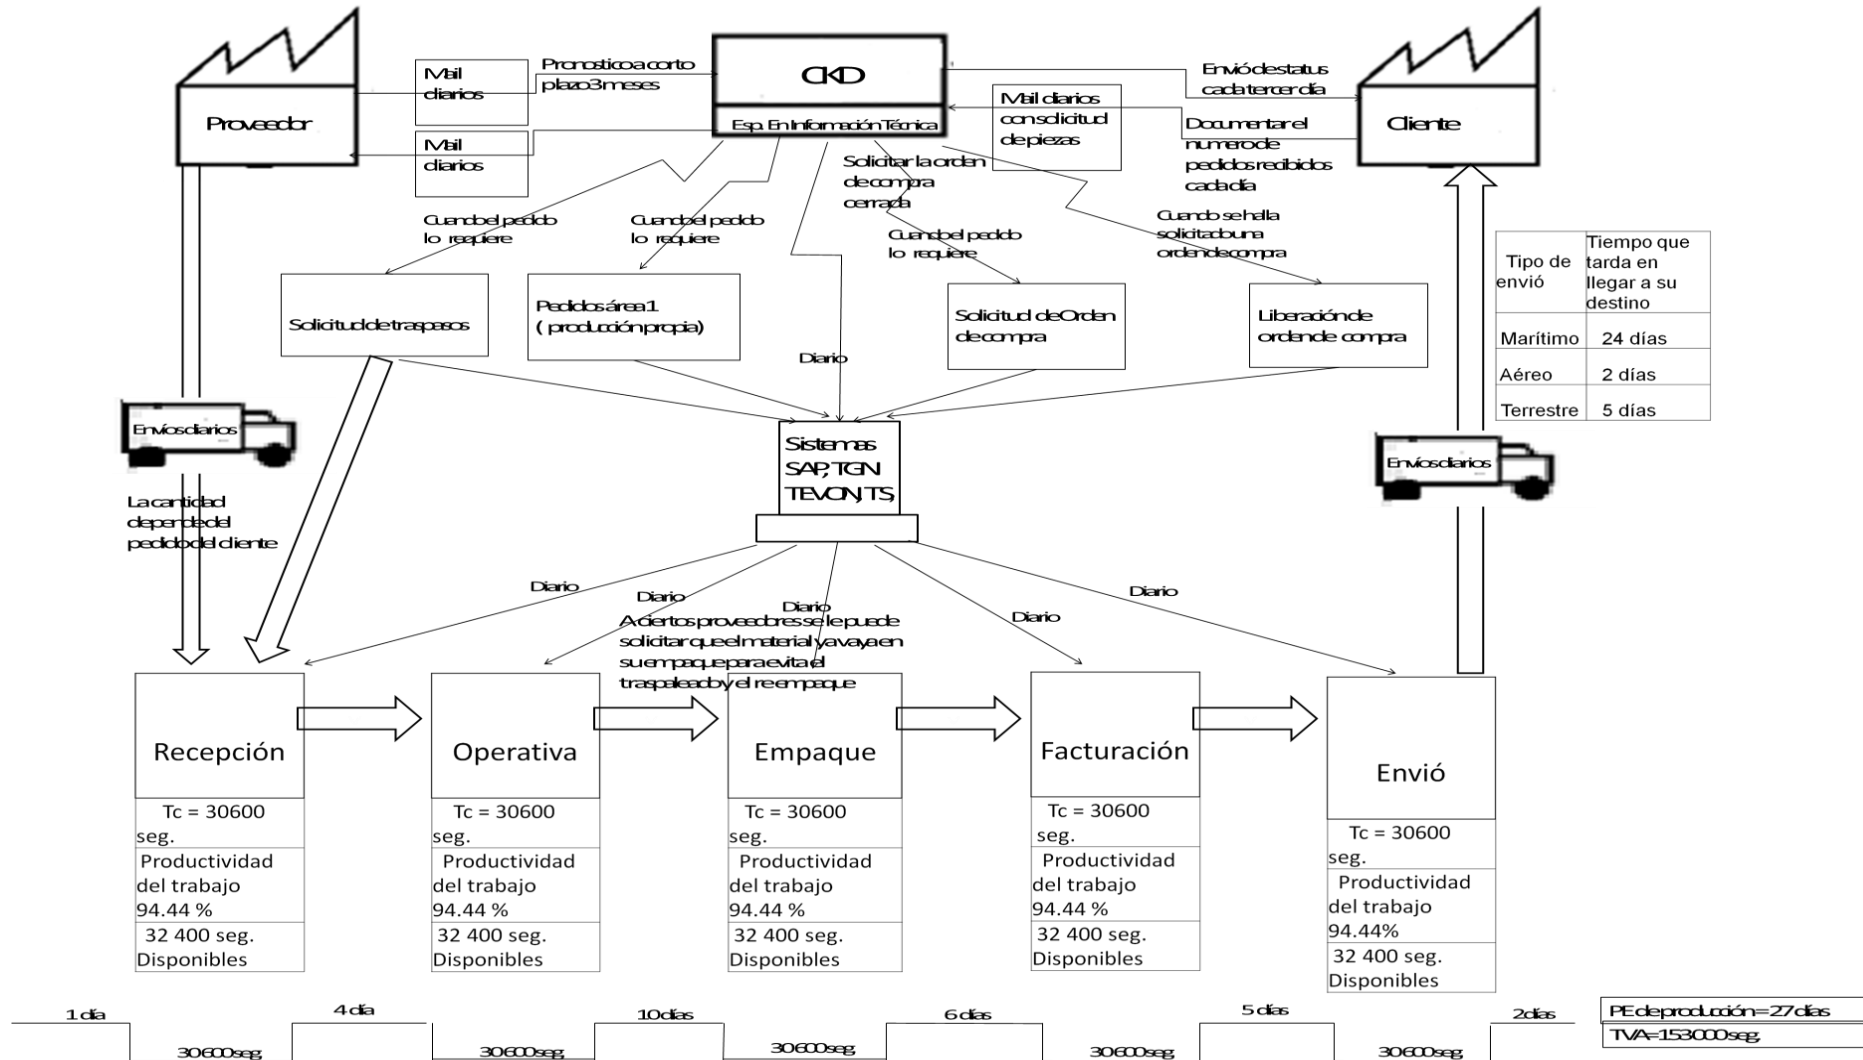 Proveedor
Mail
diarios
Pronostico a corto
plazo 3 meses
Mail
diarios
CKD
Esp. En Información Técnica
Mail diarios
con solicitud
de piezas
Envió de status
cada tercer día
Documentar el
numero de
pedidos recibidos
cada día
Cliente
Solicitar la orden
de compra
cerrada
Cuando el pedido
lo requiere
Cuando el pedido
lo requiere
Cuando el pedido
lo requiere
Cuando se halla
solicitado una
orden de compra
Tipo de
envió
Tiempo que
tarda en
llegar a su
destino
Marítimo 24 días
Aéreo 2 días
Terrestre 5 días
Solicitud de traspasos
Pedidos área 1
( producción propia)
Diario
Solicitud de Orden
de compra
Liberación de
orden de compra
Envíos diarios
La cantidad
depende del
pedido del cliente
Sistemas
SAP, TGN
TEVON, TS,
Envíos diarios
Diario
Diario
Diario
Diario
Diario
A ciertos proveedores se le puede
solicitar que el material ya vaya en
su empaque para evita el
traspaleado y el re empaque
Recepción
Tc = 30600
seg.
Productividad
del trabajo
94.44 %
32 400 seg.
Disponibles
Operativa
Tc = 30600
seg.
Productividad
del trabajo
94.44 %
32 400 seg.
Disponibles
Empaque
Tc = 30600
seg.
Productividad
del trabajo
94.44 %
32 400 seg.
Disponibles
Facturación
Tc = 30600
seg.
Productividad
del trabajo
94.44 %
32 400 seg.
Disponibles
Envió
Tc = 30600
seg.
Productividad
del trabajo
94.44%
32 400 seg.
Disponibles
1 día
4 día
10 días
6 días
5 días
2 días
30600 seg.
30600 seg.
30600 seg.
30600 seg.
30600 seg.
PE de producción = 27 días
TVA= 153000 seg.